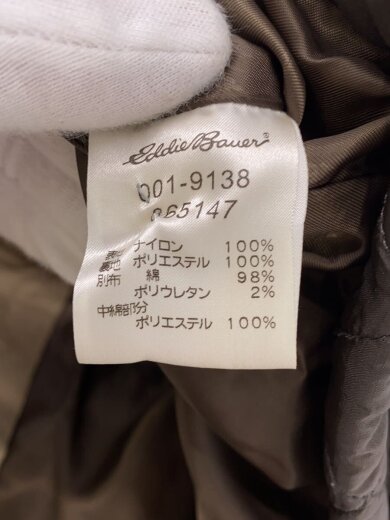 Eddie Bauer®
001-9138
065147
表地 ナイロン 100%
裏地 ポリエステル 100%
別布 綿 98%
ポリウレタン 2%
中綿部分
ポリエステル 100%